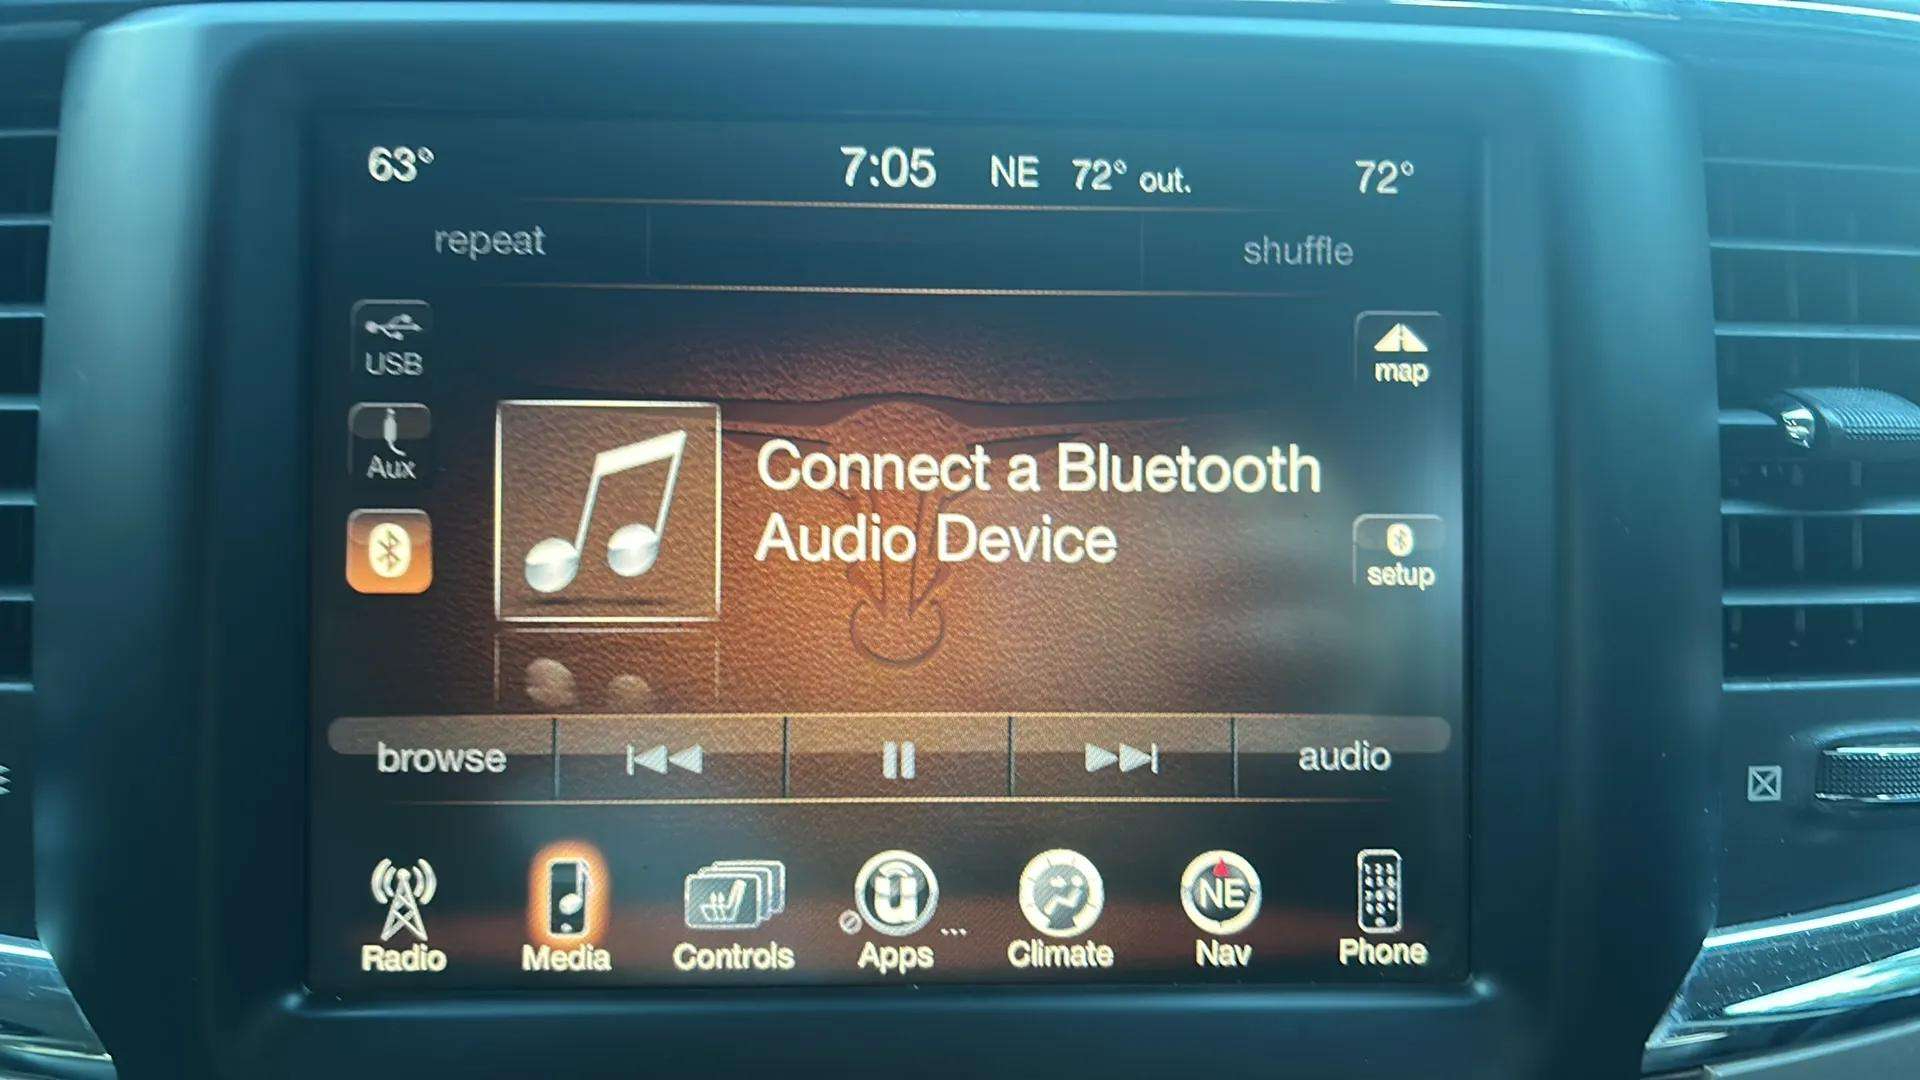 63° 7:05 NE 72° out. 72°
repeat shuffle
USB
map
Aux
Connect a Bluetooth
Audio Device
setup
browse audio
NE
Radio Media Controls Apps ... Climate Nav Phone